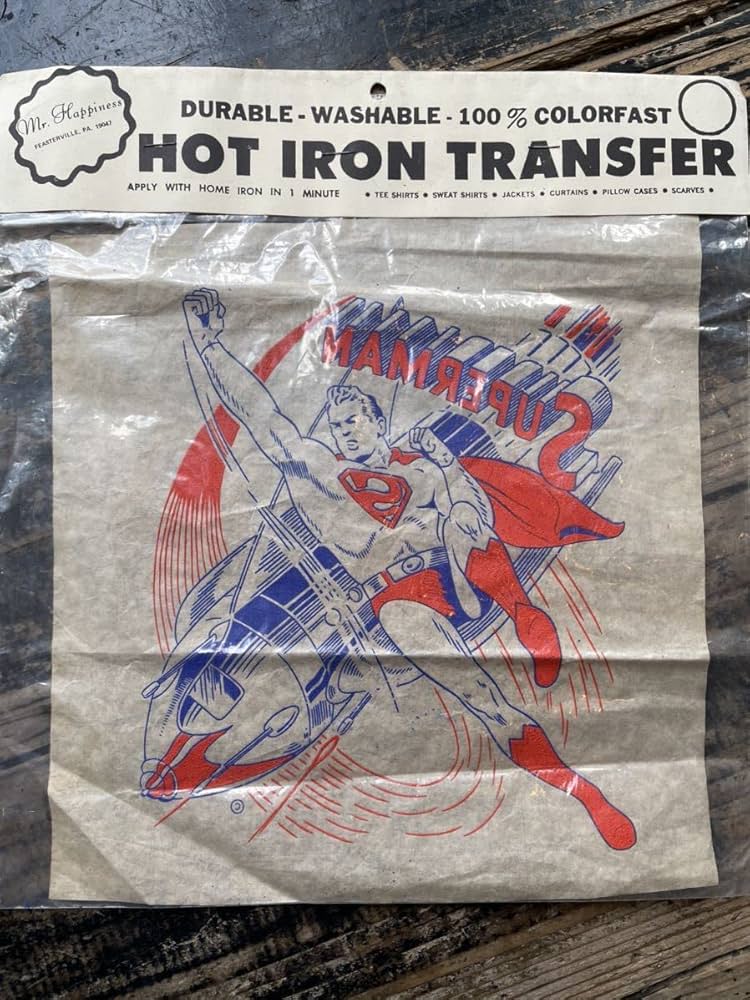 Mr. Happiness
FEASTERVILLE, PA. 19047
DURABLE - WASHABLE - 100 % COLORFAST
HOT IRON TRANSFER
APPLY WITH HOME IRON IN 1 MINUTE • TEE SHIRTS • SWEAT SHIRTS • JACKETS • CURTAINS • PILLOW CASES • SCARVES •
SUPERMAN
S
©